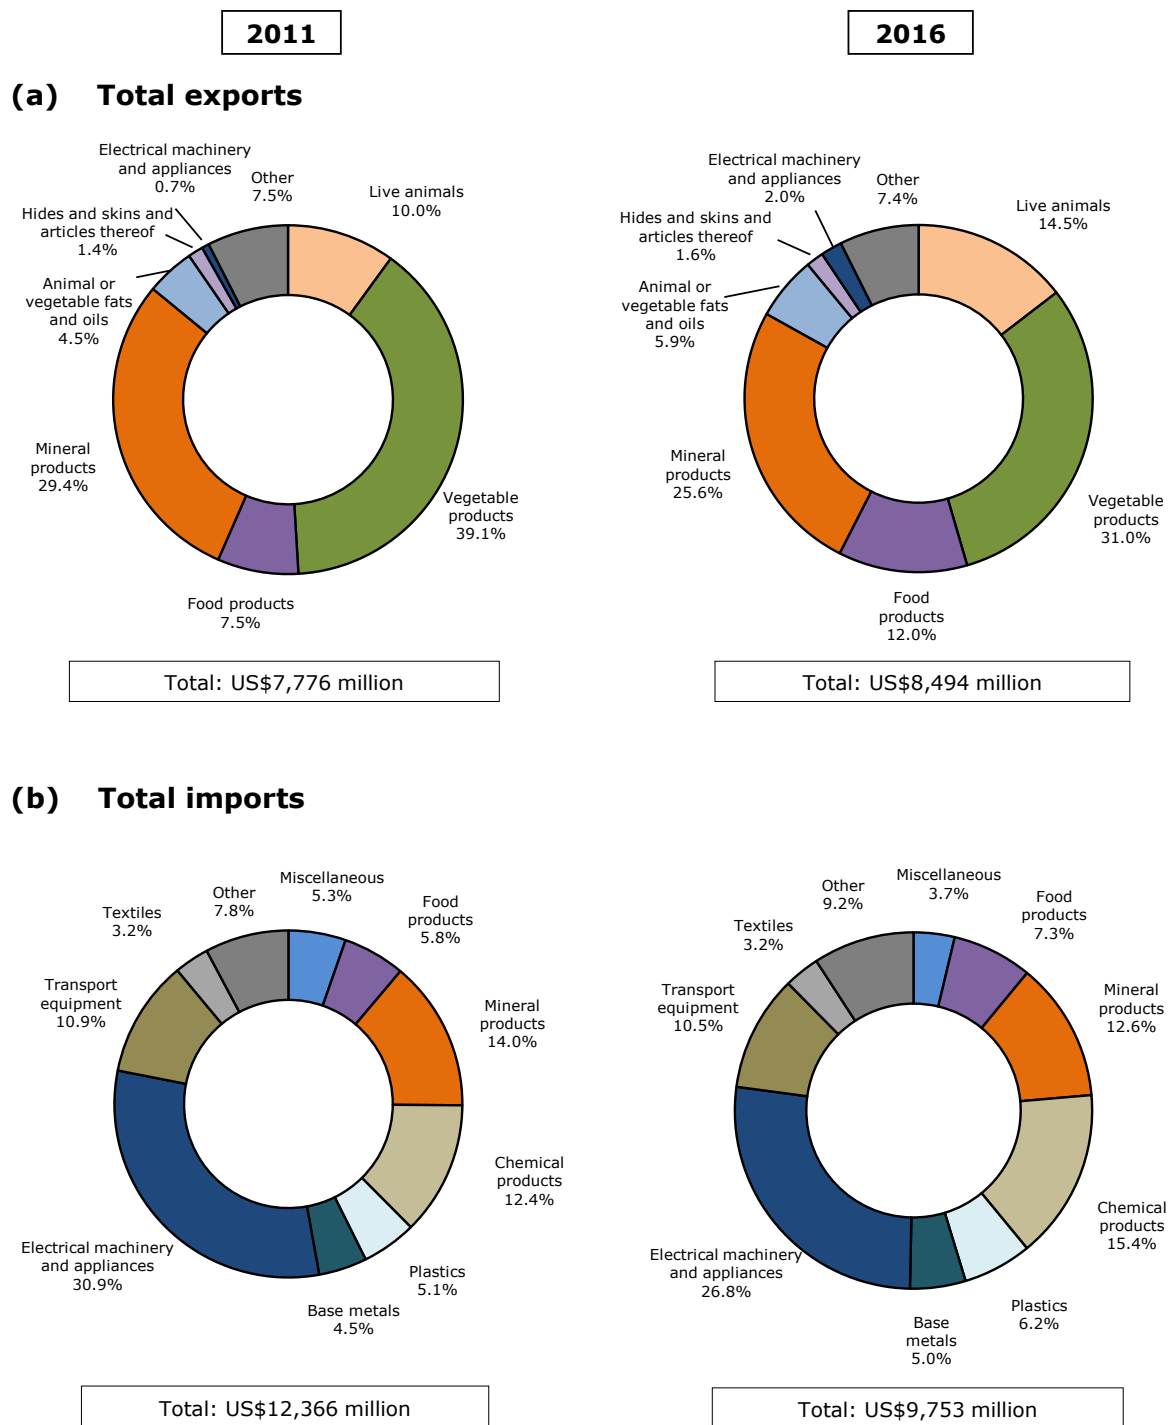 2011
2016
(a) Total exports
Electrical machinery
and appliances
0.7%
Other
7.5%
Live animals
10.0%
Hides and skins and
articles thereof
1.4%
Animal or
vegetable fats
and oils
4.5%
Mineral
products
29.4%
Vegetable
products
39.1%
Food products
7.5%
Total: US$7,776 million
Electrical machinery
and appliances
2.0%
Other
7.4%
Live animals
14.5%
Hides and skins and
articles thereof
1.6%
Animal or
vegetable fats
and oils
5.9%
Mineral
products
25.6%
Vegetable
products
31.0%
Food
products
12.0%
Total: US$8,494 million
(b) Total imports
Miscellaneous
5.3%
Other
7.8%
Food
products
5.8%
Textiles
3.2%
Transport
equipment
10.9%
Mineral
products
14.0%
Chemical
products
12.4%
Electrical machinery
and appliances
30.9%
Plastics
5.1%
Base metals
4.5%
Total: US$12,366 million
Miscellaneous
3.7%
Other
9.2%
Food
products
7.3%
Textiles
3.2%
Transport
equipment
10.5%
Mineral
products
12.6%
Chemical
products
15.4%
Electrical machinery
and appliances
26.8%
Plastics
6.2%
Base
metals
5.0%
Total: US$9,753 million